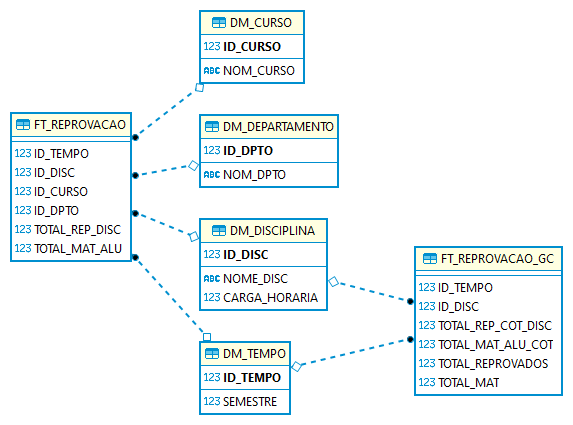 DM_CURSO
123 ID_CURSO
ABC NOM_CURSO
FT_REPROVACAO
123 ID_TEMPO
123 ID_DISC
123 ID_CURSO
123 ID_DPTO
123 TOTAL_REP_DISC
123 TOTAL_MAT_ALU
DM_DEPARTAMENTO
123 ID_DPTO
ABC NOM_DPTO
DM_DISCIPLINA
123 ID_DISC
ABC NOME_DISC
123 CARGA_HORARIA
FT_REPROVACAO_GC
123 ID_TEMPO
123 ID_DISC
123 TOTAL_REP_COT_DISC
123 TOTAL_MAT_ALU_COT
123 TOTAL_REPROVADOS
123 TOTAL_MAT
DM_TEMPO
123 ID_TEMPO
123 SEMESTRE